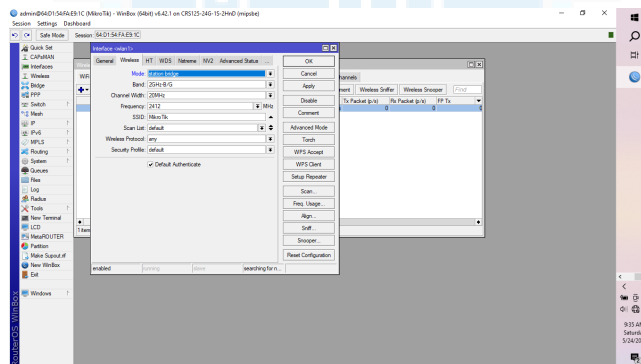 admin@64:D1:54:FA:E9:1C (MikroTik) - WinBox (64bit) v6.42.1 on CRS125-24G-1S-2HnD (mipsbe)
Session Settings Dashboard
Safe Mode Session: 64:D1:54:FA:E9:1C
Quick Set
CAPsMAN
Interfaces
Wireless
Bridge
PPP
Switch
Mesh
IP
IPv6
MPLS
Routing
System
Queues
Files
Log
Radius
Tools
New Terminal
LCD
MetaROUTER
Partition
Make Supout.rif
New WinBox
Exit
Windows
RouterOS WinBox
Interface <wlan1>
General Wireless HT WDS Nstreme NV2 Advanced Status ...
Mode: station bridge
Band: 2GHz-B/G
Channel Width: 20MHz
Frequency: 2412 MHz
SSID: MikroTik
Scan List: default
Wireless Protocol: any
Security Profile: default
Default Authenticate
OK
Cancel
Apply
Disable
Comment
Advanced Mode
Torch
WPS Accept
WPS Client
Setup Repeater
Scan...
Freq. Usage...
Align...
Sniff...
Snooper...
Reset Configuration
enabled running slave searching for n...
Channels
Wireless Sniffer Wireless Snooper Find
Tx Packet (p/s) Rx Packet (p/s) FP Tx
0 0
9:35 AM
5/24/20